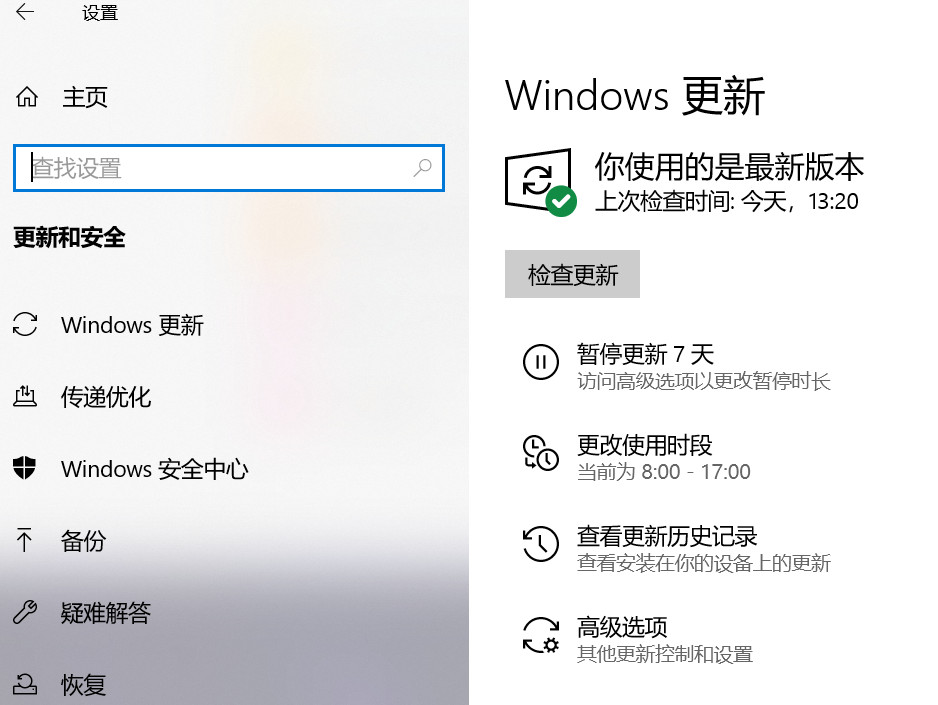 设置
主页
查找设置
更新和安全
Windows 更新
传递优化
Windows 安全中心
备份
疑难解答
恢复
Windows 更新
你使用的是最新版本
上次检查时间: 今天，13:20
检查更新
暂停更新 7 天
访问高级选项以更改暂停时长
更改使用时段
当前为 8:00 - 17:00
查看更新历史记录
查看安装在你的设备上的更新
高级选项
其他更新控制和设置